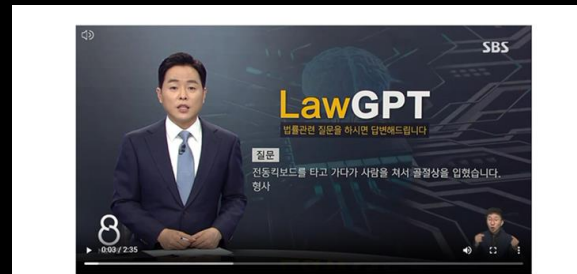 SBS
LawGPT
법률관련 질문을 하시면 답변해드립니다
질문
전동킥보드를 타고 가다가 사람을 쳐서 골절상을 입혔습니다.
형사
8
0:03 / 2:35